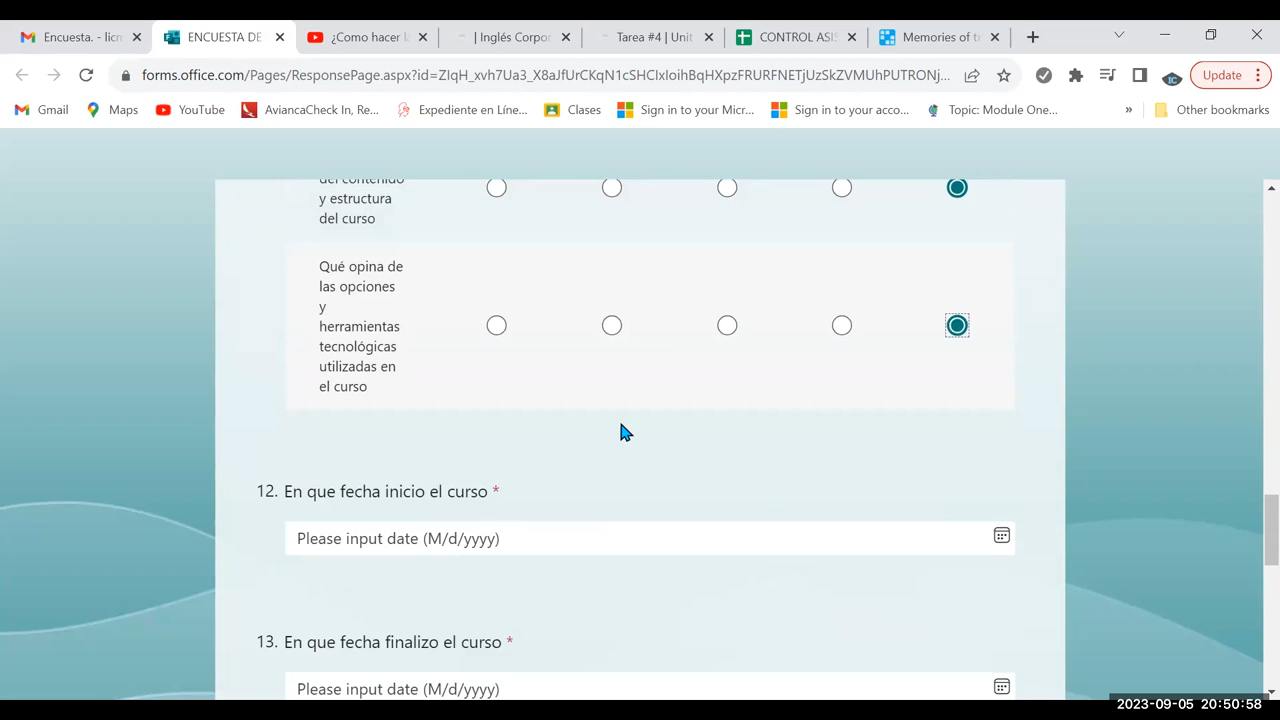 Encuesta. - licn
ENCUESTA DE
¿Como hacer l
| Inglés Corpor
Tarea #4 | Unit
CONTROL ASIS
Memories of t
forms.office.com/Pages/ResponsePage.aspx?id=ZIqH_xvh7Ua3_X8aJfUrCKqN1cSHCIxIoihBqHXpzFRURFNETjUzSkZVMUhPUTRONj...
Update
Gmail
Maps
YouTube
AviancaCheck In, Re...
Expediente en Líne...
Clases
Sign in to your Micr...
Sign in to your acco...
Topic: Module One...
»
Other bookmarks
del contenido
y estructura
del curso
Qué opina de
las opciones
y
herramientas
tecnológicas
utilizadas en
el curso
12. En que fecha inicio el curso *
Please input date (M/d/yyyy)
13. En que fecha finalizo el curso *
Please input date (M/d/yyyy)
2023-09-05 20:50:58